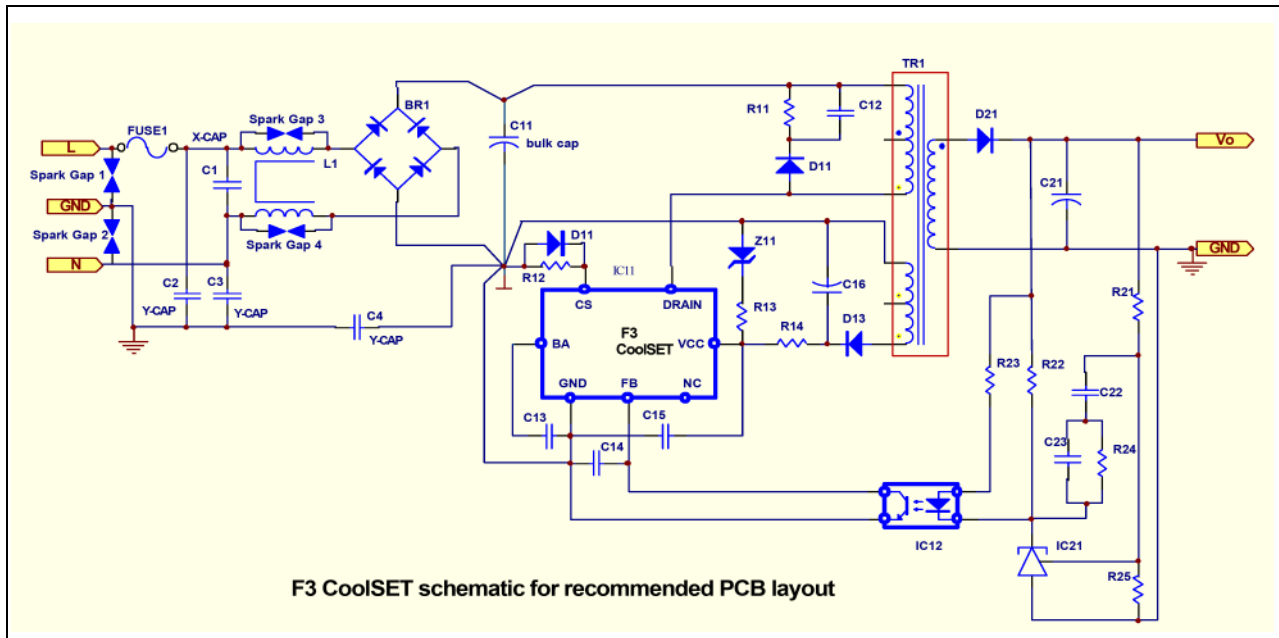 TR1
BR1
R11
C12
Spark Gap 3
FUSE1
X-CAP
C11
bulk cap
D21
L
L1
Vo
Spark Gap 1
C1
D11
C21
GND
Spark Gap 2
Spark Gap 4
D11
Z11
GND
N
R12
IC11
C2
C3
CS
DRAIN
C16
R21
Y-CAP
Y-CAP
C4
Y-CAP
F3
CoolSET
R13
R14
D13
BA
VCC
R23
R22
GND
FB
NC
C22
C13
C15
C14
C23
R24
IC12
IC21
R25
F3 CoolSET schematic for recommended PCB layout